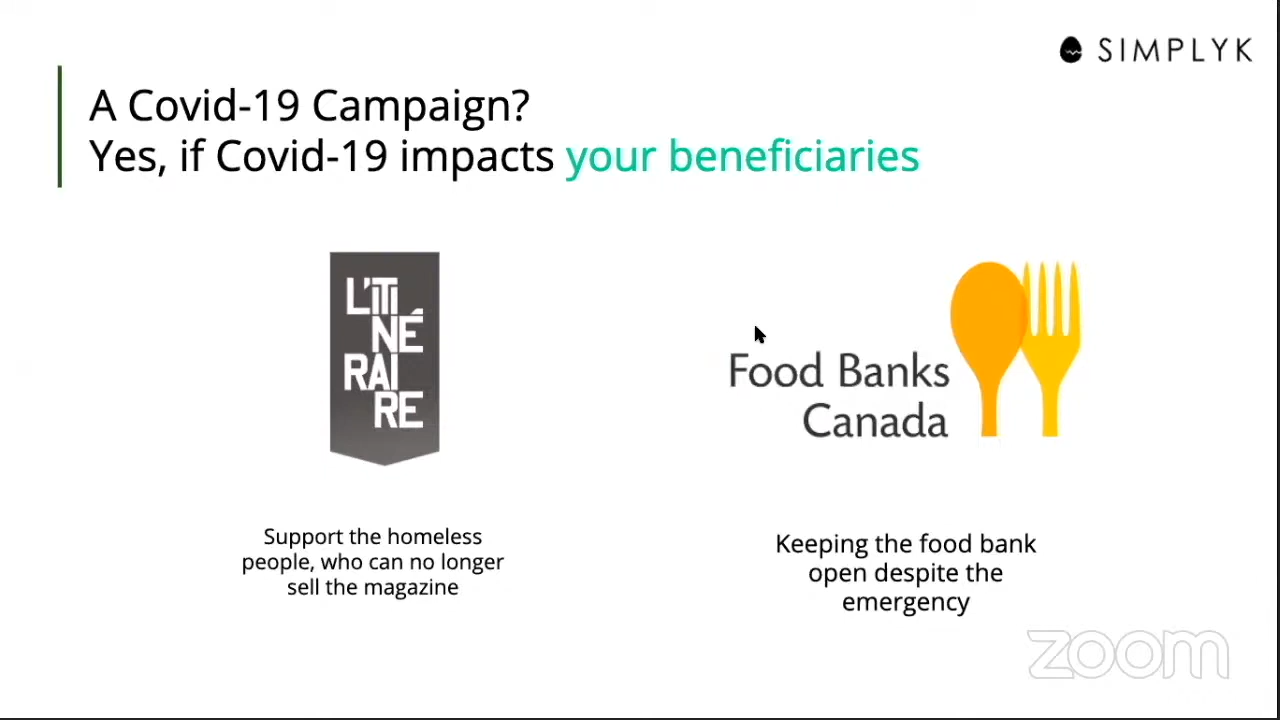 SIMPLYK
A Covid-19 Campaign?
Yes, if Covid-19 impacts your beneficiaries
L'ITI
NÉ
RAI
RE
Food Banks
Canada
Support the homeless
people, who can no longer
sell the magazine
Keeping the food bank
open despite the
emergency
zoom